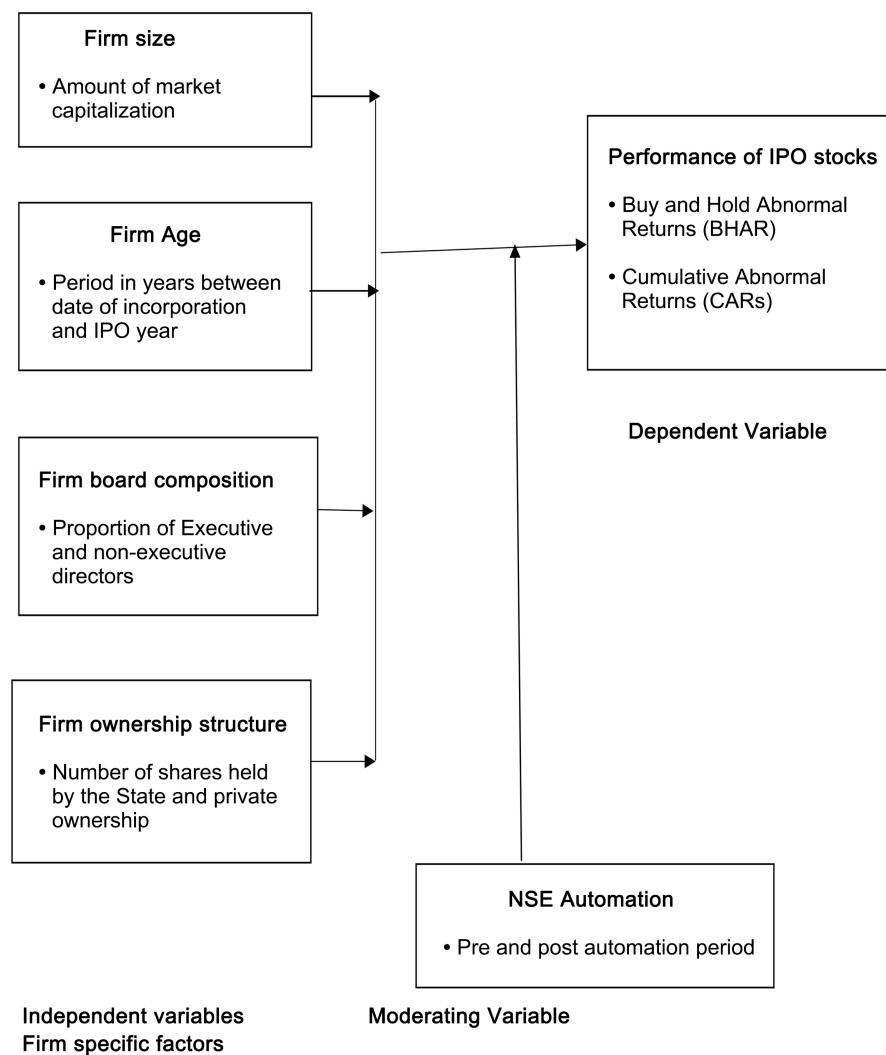 Firm size
• Amount of market
capitalization
Firm Age
• Period in years between
date of incorporation
and IPO year
Firm board composition
• Proportion of Executive
and non-executive
directors
Firm ownership structure
• Number of shares held
by the State and private
ownership
Performance of IPO stocks
• Buy and Hold Abnormal
Returns (BHAR)
• Cumulative Abnormal
Returns (CARs)
Dependent Variable
NSE Automation
• Pre and post automation period
Independent variables
Firm specific factors
Moderating Variable